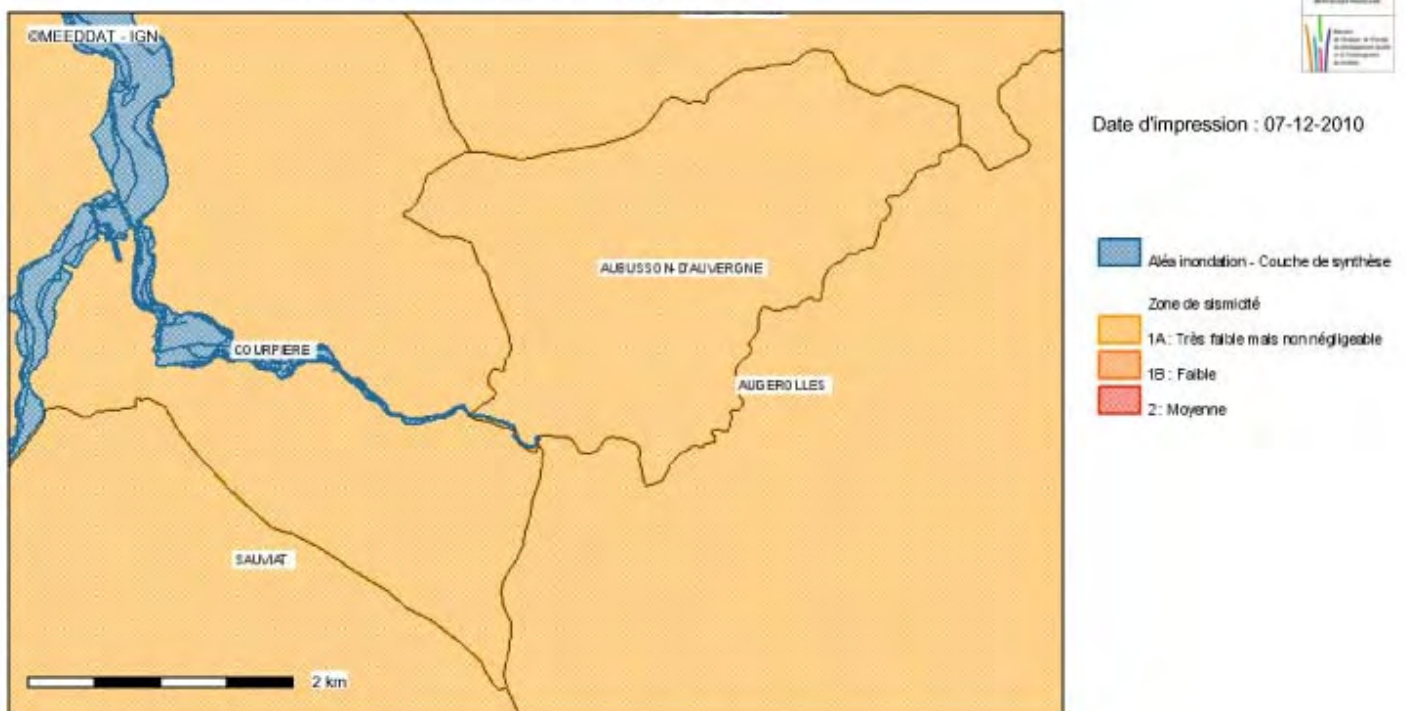 ©MEEDDAT - IGN
Date d'impression : 07-12-2010
AUBUSSON-D'AUVERGNE
Aléa inondation - Couche de synthèse
Zone de sismicité
1A : Très faible mais non négligeable
1B : Faible
2 : Moyenne
COURPIERE
AUGEROLLES
SAUVIAT
2 km